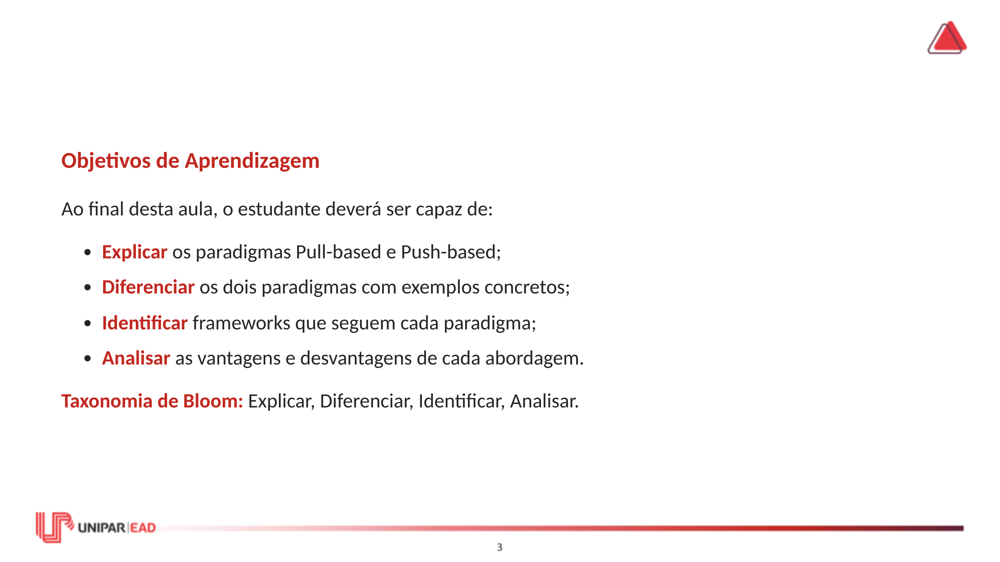 Objetivos de Aprendizagem
Ao final desta aula, o estudante deverá ser capaz de:
• Explicar os paradigmas Pull-based e Push-based;
• Diferenciar os dois paradigmas com exemplos concretos;
• Identificar frameworks que seguem cada paradigma;
• Analisar as vantagens e desvantagens de cada abordagem.
Taxonomia de Bloom: Explicar, Diferenciar, Identificar, Analisar.
UNIPAR|EAD
3